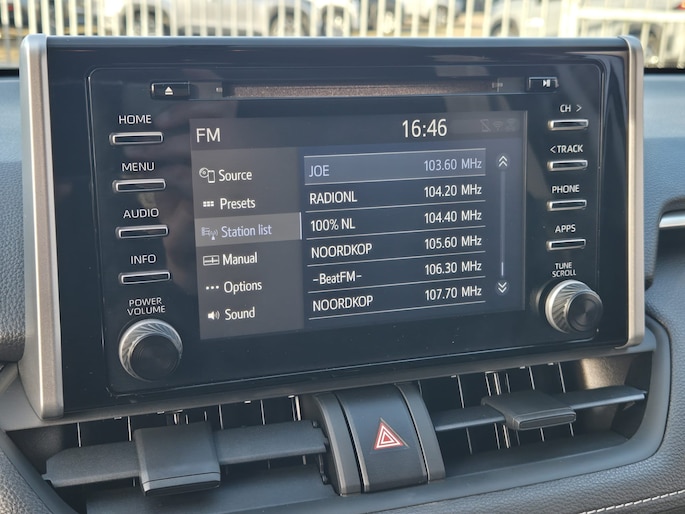 HOME
MENU
AUDIO
INFO
POWER
VOLUME
FM
16:46
Source
Presets
Station list
Manual
Options
Sound
JOE 103.60 MHz
RADIONL 104.20 MHz
100% NL 104.40 MHz
NOORDKOP 105.60 MHz
~BeatFM~ 106.30 MHz
NOORDKOP 107.70 MHz
CH >
< TRACK
PHONE
APPS
TUNE
SCROLL